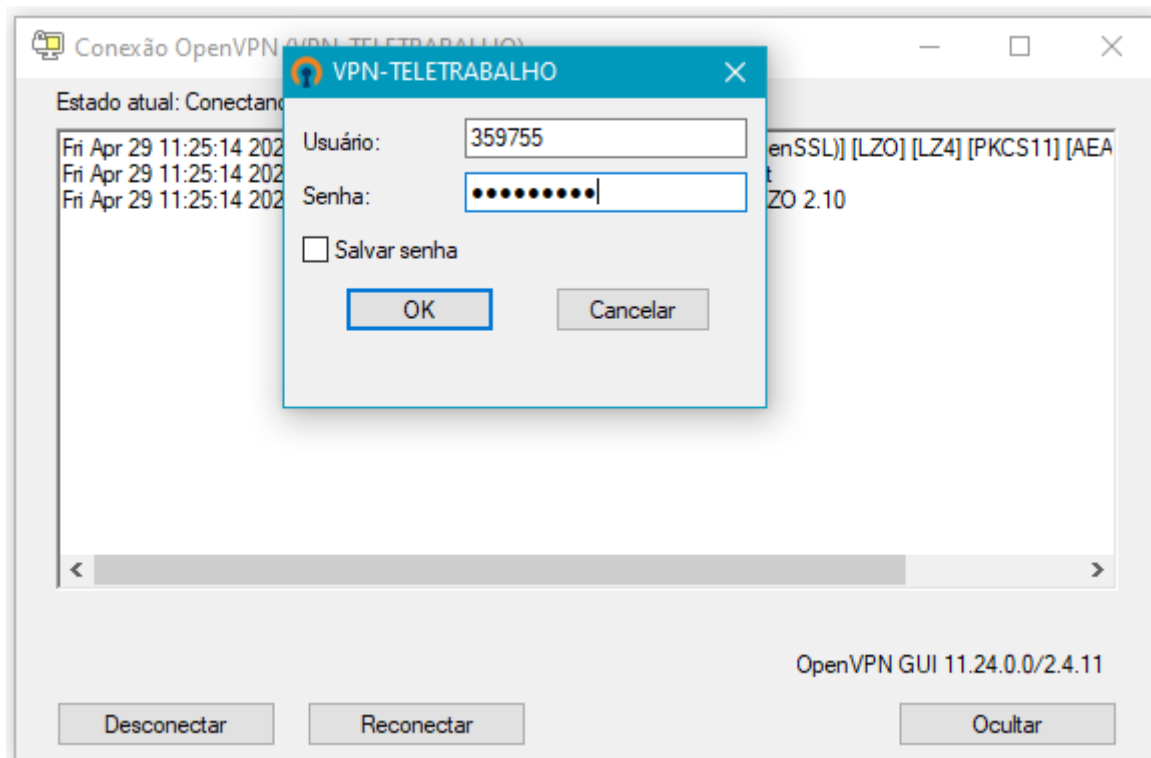 Conexão OpenVPN (VPN-TELETRABALHO)
VPN-TELETRABALHO
Estado atual: Conectand
Usuário:
359755
Senha:
•••••••••
Salvar senha
OK
Cancelar
Fri Apr 29 11:25:14 202
enSSL)] [LZO] [LZ4] [PKCS11] [AEA
Fri Apr 29 11:25:14 202
t
Fri Apr 29 11:25:14 202
ZO 2.10
OpenVPN GUI 11.24.0.0/2.4.11
Desconectar
Reconectar
Ocultar